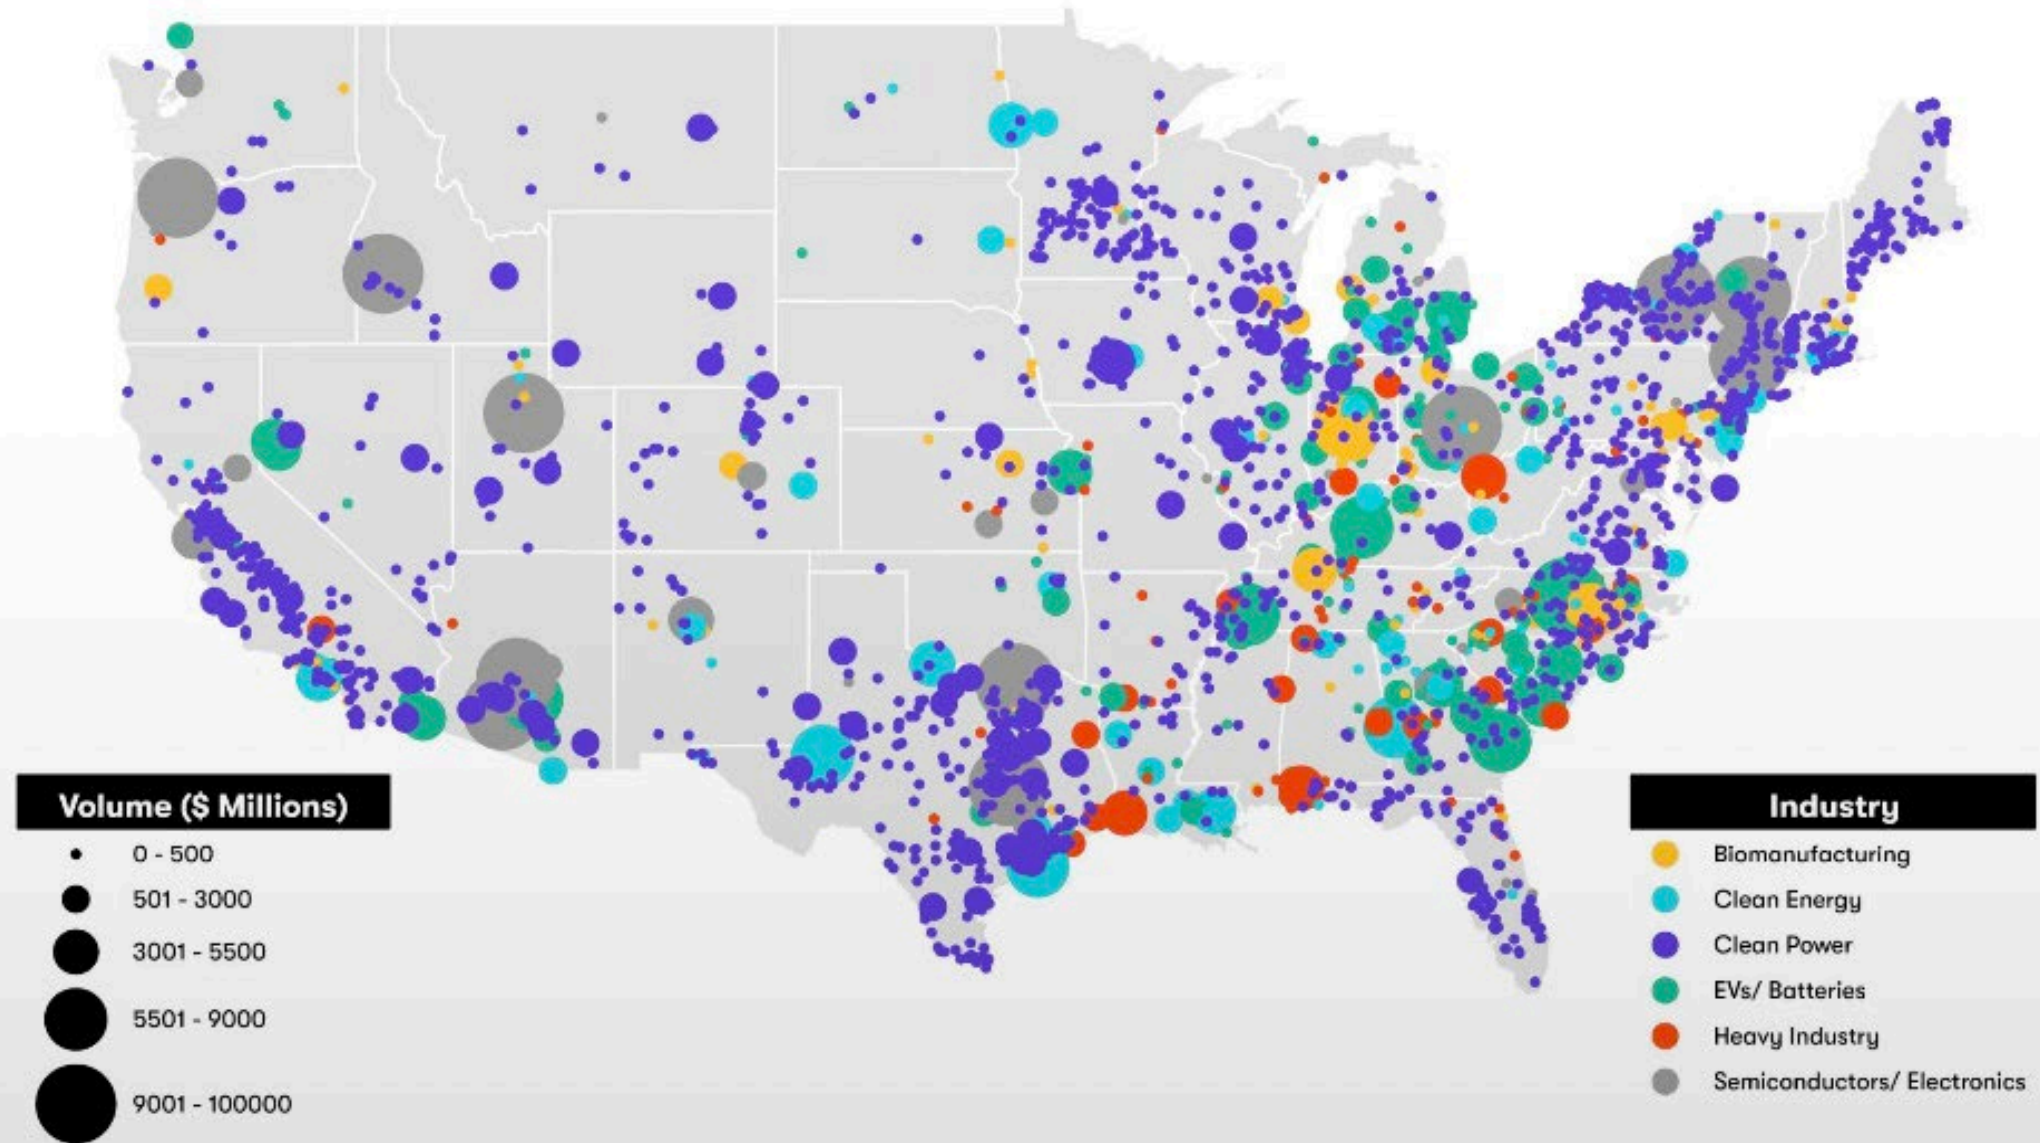 Volume ($ Millions)
0 - 500
501 - 3000
3001 - 5500
5501 - 9000
9001 - 100000
Industry
Biomanufacturing
Clean Energy
Clean Power
EVs/ Batteries
Heavy Industry
Semiconductors/ Electronics